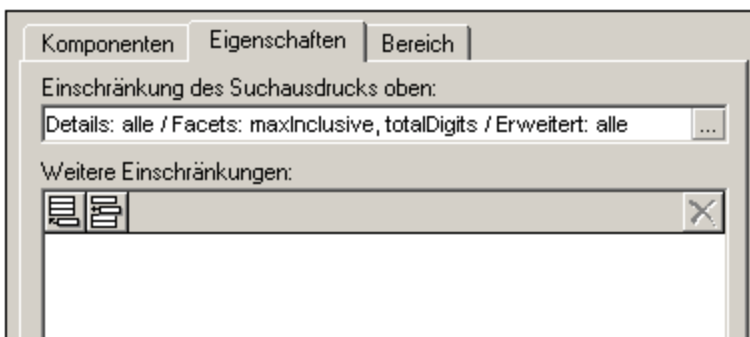 Komponenten Eigenschaften Bereich
Einschränkung des Suchausdrucks oben:
Details: alle / Facets: maxInclusive, totalDigits / Erweitert: alle ...
Weitere Einschränkungen: